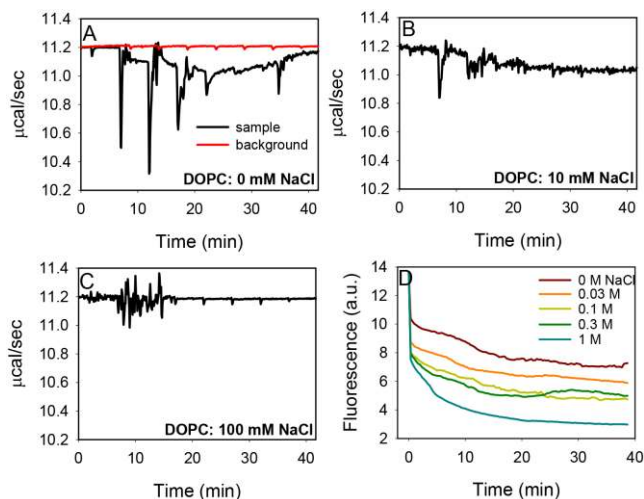 A
11.4
11.2
11.0
10.8
10.6
10.4
10.2
µcal/sec
sample
background
DOPC: 0 mM NaCl
0 10 20 30 40
Time (min)
B
11.4
11.2
11.0
10.8
10.6
10.4
10.2
µcal/sec
DOPC: 10 mM NaCl
0 10 20 30 40
Time (min)
C
11.4
11.2
11.0
10.8
10.6
10.4
10.2
µcal/sec
DOPC: 100 mM NaCl
0 10 20 30 40
Time (min)
D
14
12
10
8
6
4
2
Fluorescence (a.u.)
0 M NaCl
0.03 M
0.1 M
0.3 M
1 M
0 10 20 30 40
Time (min)